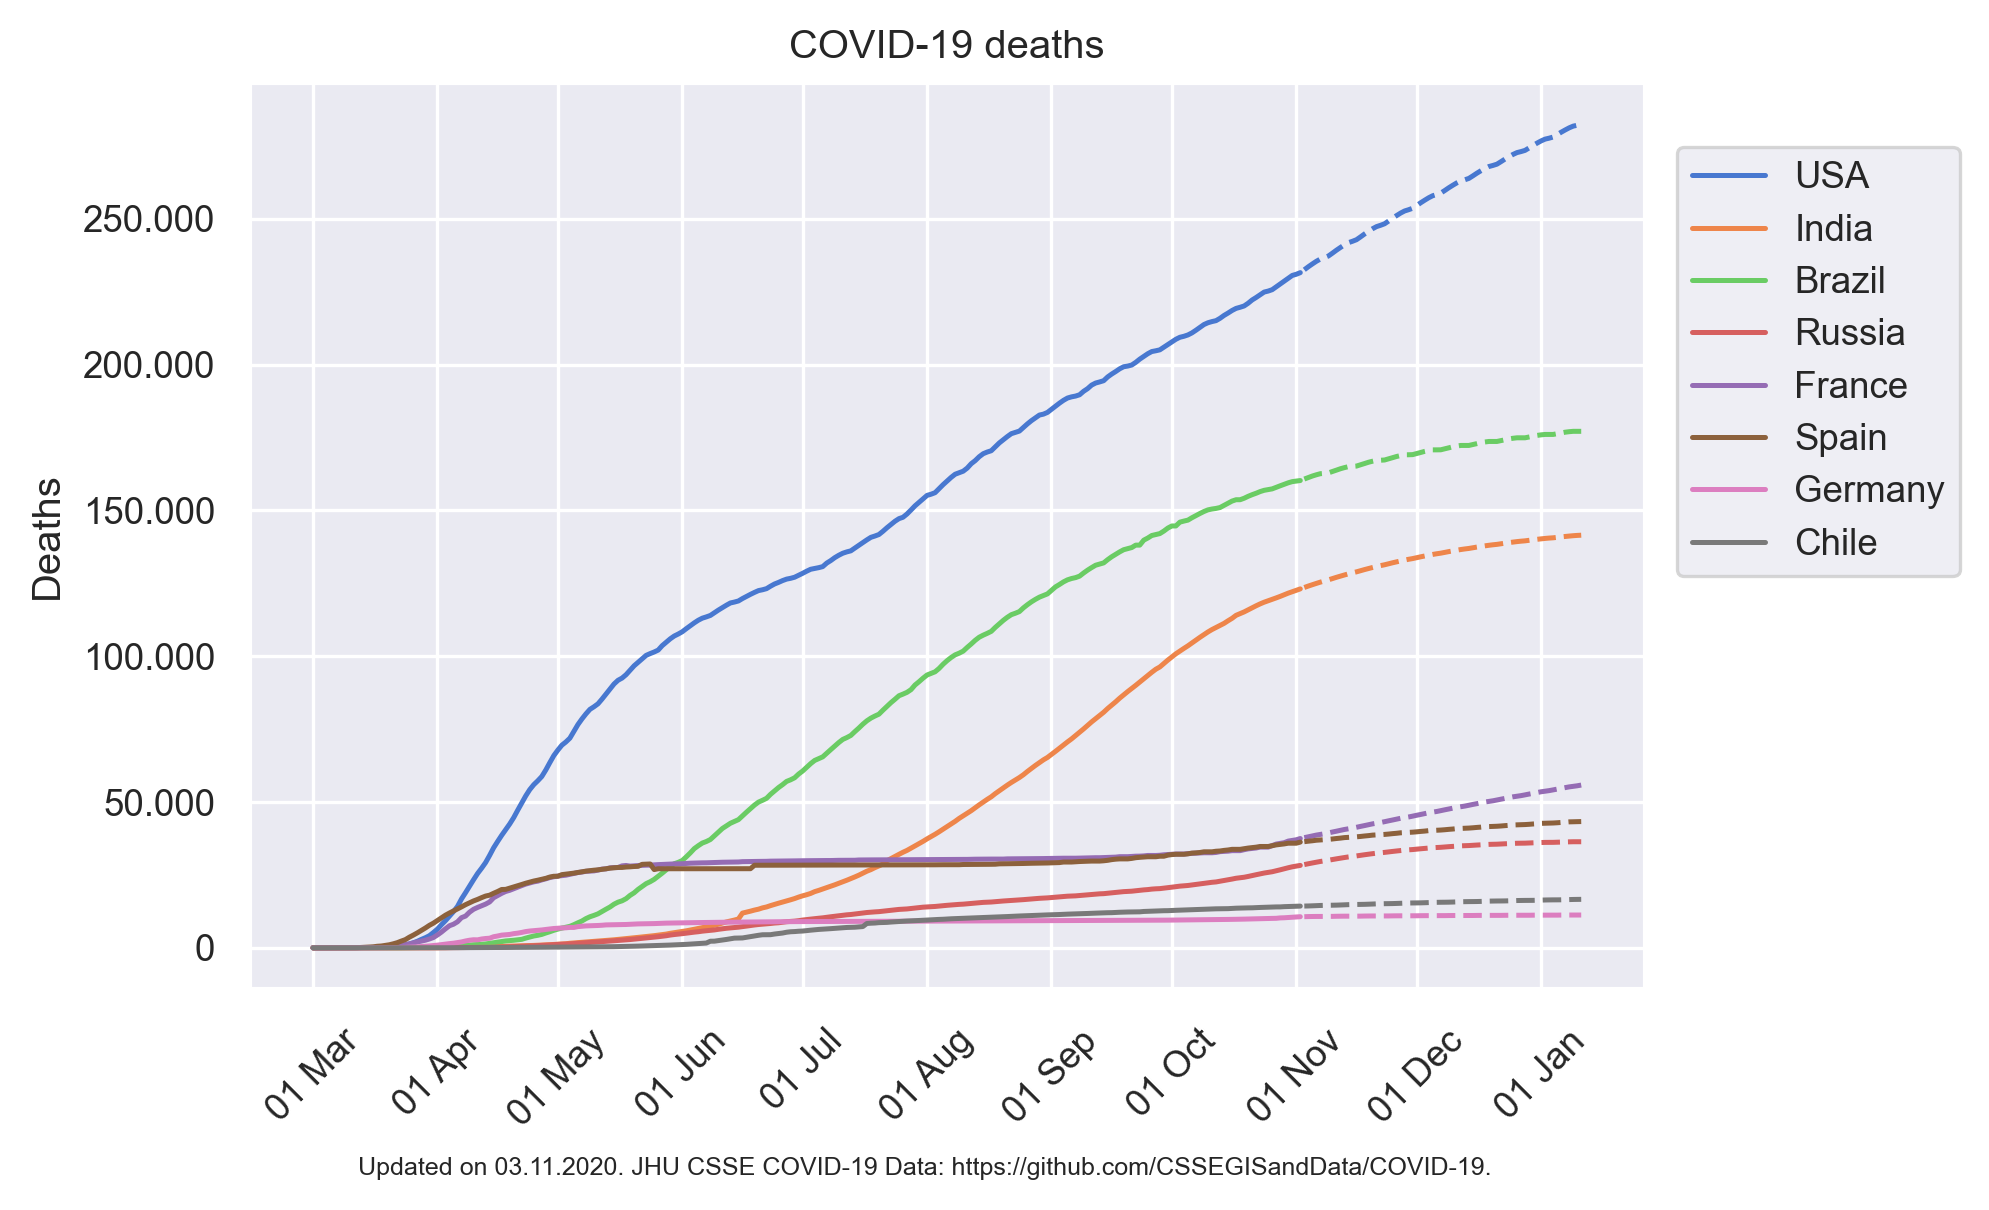 COVID-19 deaths
250.000
200.000
150.000
100.000
50.000
0
Deaths
01 Mar
01 Apr
01 May
01 Jun
01 Jul
01 Aug
01 Sep
01 Oct
01 Nov
01 Dec
01 Jan
USA
India
Brazil
Russia
France
Spain
Germany
Chile
Updated on 03.11.2020. JHU CSSE COVID-19 Data: https://github.com/CSSEGISandData/COVID-19.